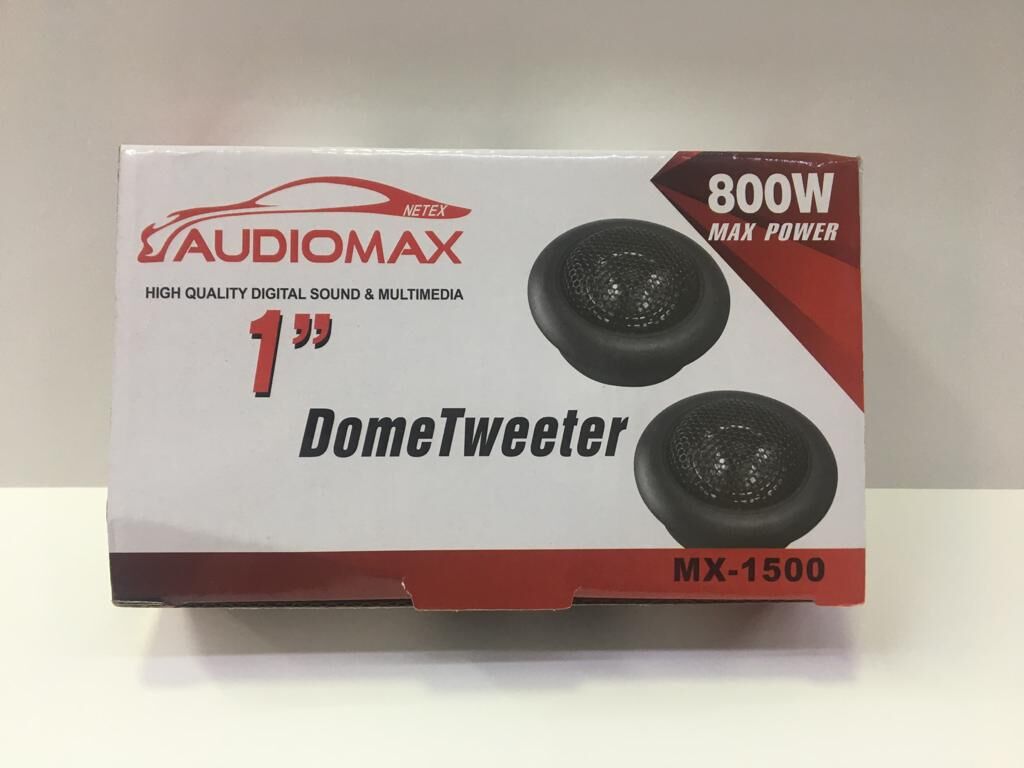 NETEX
AUDIOMAX
HIGH QUALITY DIGITAL SOUND & MULTIMEDIA
1”
DomeTweeter
800W
MAX POWER
MX-1500